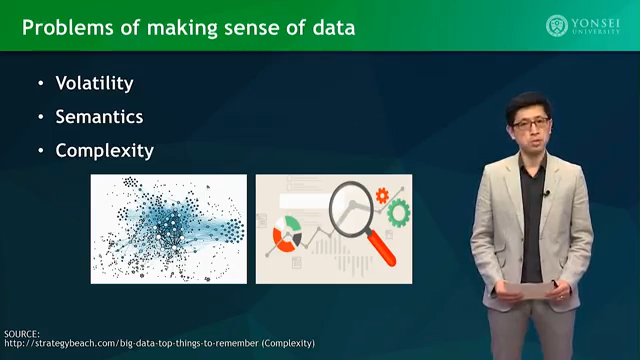 Problems of making sense of data
YONSEI
UNIVERSITY
• Volatility
• Semantics
• Complexity
SOURCE:
http://strategybeach.com/big-data-top-things-to-remember (Complexity)